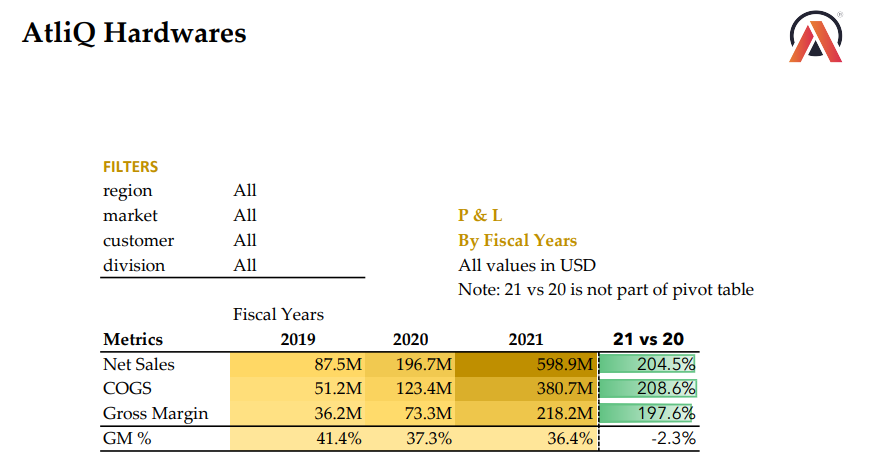 AtliQ Hardwares
FILTERS
region All
market All
customer All
division All
P & L
By Fiscal Years
All values in USD
Note: 21 vs 20 is not part of pivot table
Fiscal Years
Metrics 2019 2020 2021 21 vs 20
Net Sales 87.5M 196.7M 598.9M 204.5%
COGS 51.2M 123.4M 380.7M 208.6%
Gross Margin 36.2M 73.3M 218.2M 197.6%
GM % 41.4% 37.3% 36.4% -2.3%